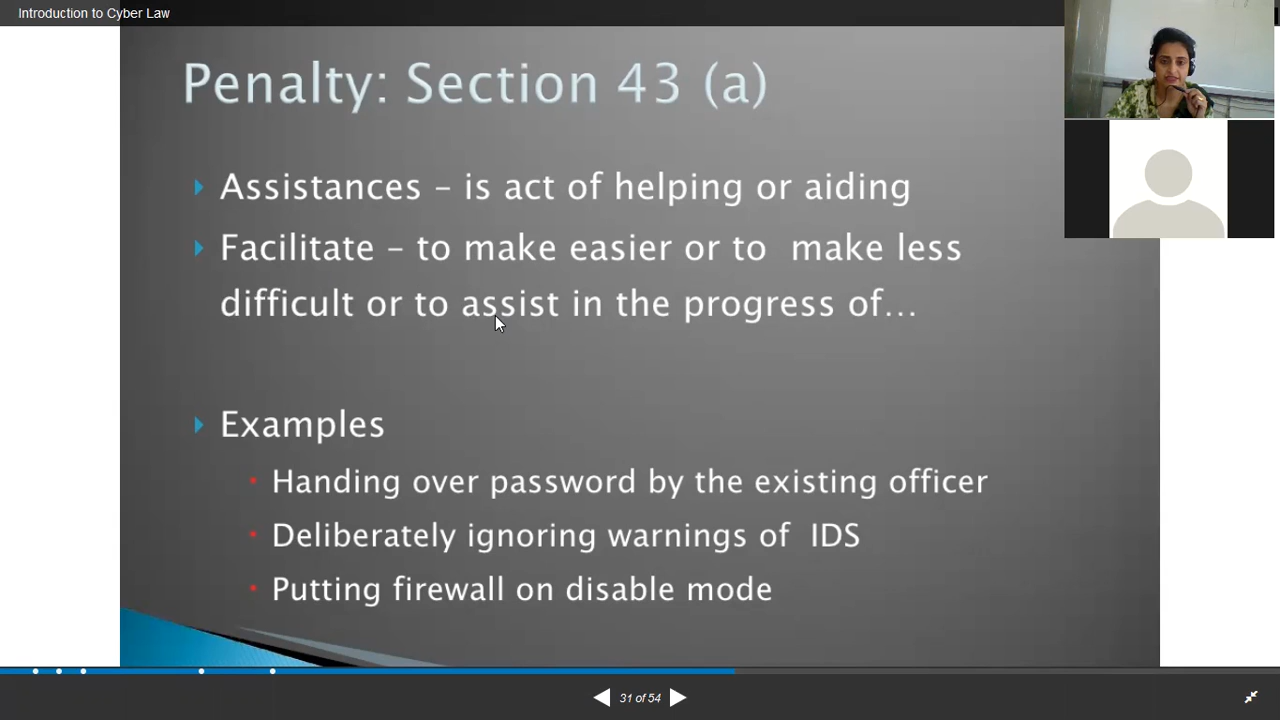 Introduction to Cyber Law
Penalty: Section 43 (a)
Assistances – is act of helping or aiding
Facilitate – to make easier or to make less
difficult or to assist in the progress of...
Examples
Handing over password by the existing officer
Deliberately ignoring warnings of IDS
Putting firewall on disable mode
31 of 54